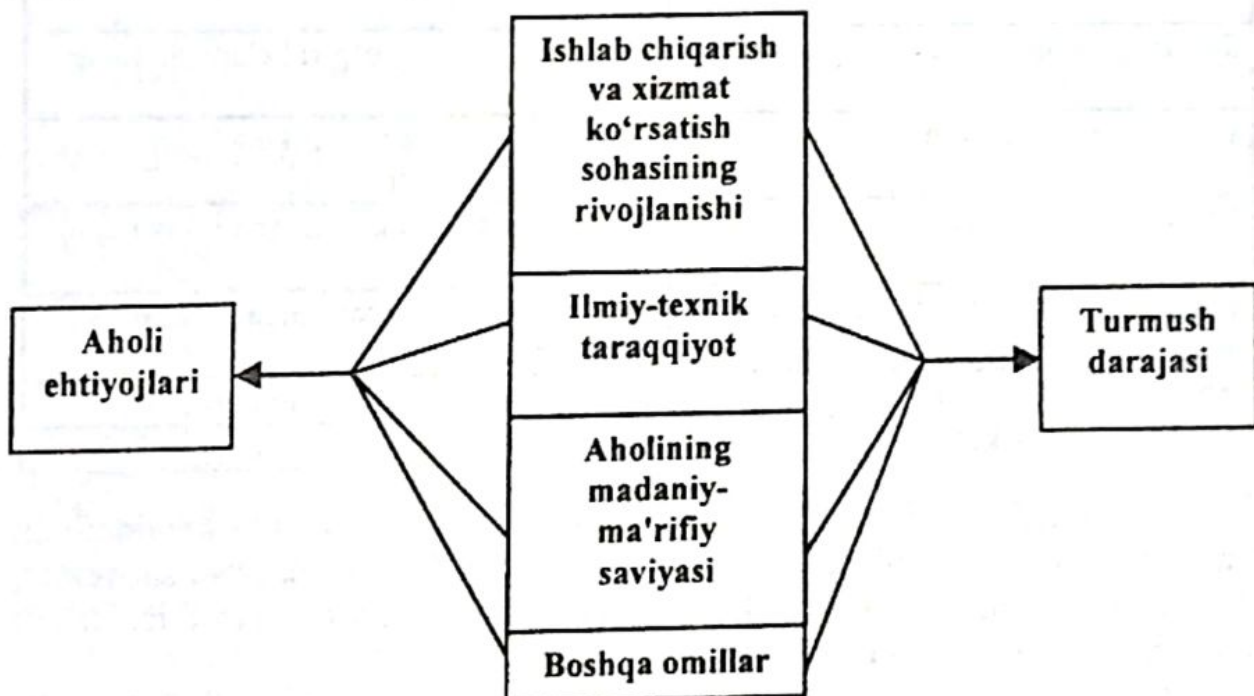 Aholi
ehtiyojlari
Ishlab chiqarish
va xizmat
ko‘rsatish
sohasining
rivojlanishi
Ilmiy-texnik
taraqqiyot
Aholining
madaniy-
ma'rifiy
saviyasi
Boshqa omillar
Turmush
darajasi